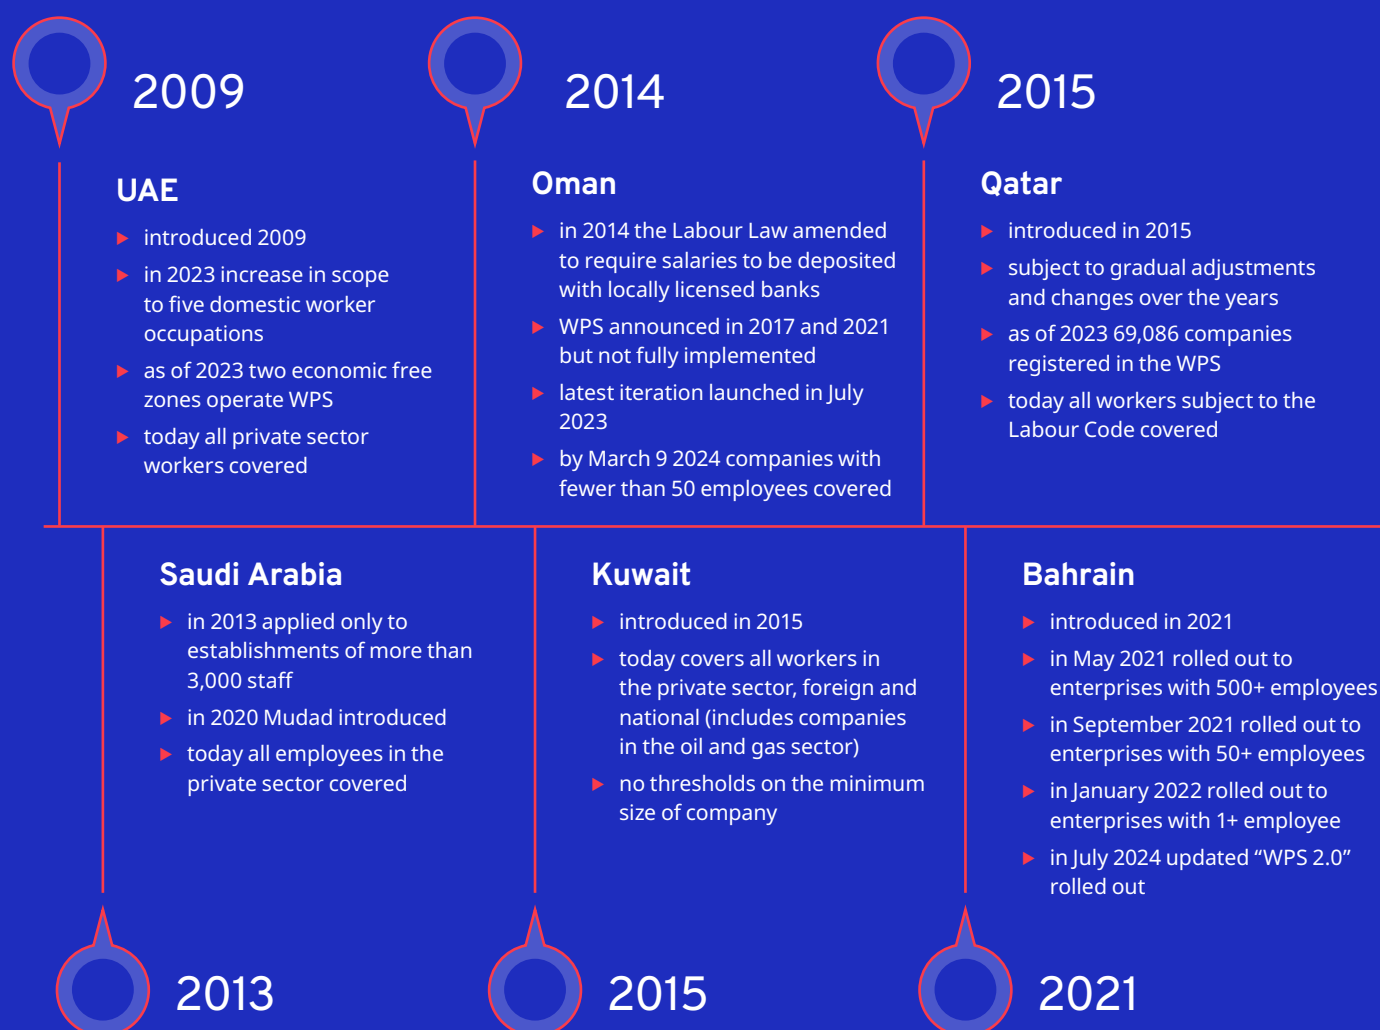 2009
UAE
introduced 2009
in 2023 increase in scope
to five domestic worker
occupations
as of 2023 two economic free
zones operate WPS
today all private sector
workers covered
2014
Oman
in 2014 the Labour Law amended
to require salaries to be deposited
with locally licensed banks
WPS announced in 2017 and 2021
but not fully implemented
latest iteration launched in July
2023
by March 9 2024 companies with
fewer than 50 employees covered
2015
Qatar
introduced in 2015
subject to gradual adjustments
and changes over the years
as of 2023 69,086 companies
registered in the WPS
today all workers subject to the
Labour Code covered
Saudi Arabia
in 2013 applied only to
establishments of more than
3,000 staff
in 2020 Mudad introduced
today all employees in the
private sector covered
2013
Kuwait
introduced in 2015
today covers all workers in
the private sector, foreign and
national (includes companies
in the oil and gas sector)
no thresholds on the minimum
size of company
2015
Bahrain
introduced in 2021
in May 2021 rolled out to
enterprises with 500+ employees
in September 2021 rolled out to
enterprises with 50+ employees
in January 2022 rolled out to
enterprises with 1+ employee
in July 2024 updated “WPS 2.0”
rolled out
2021